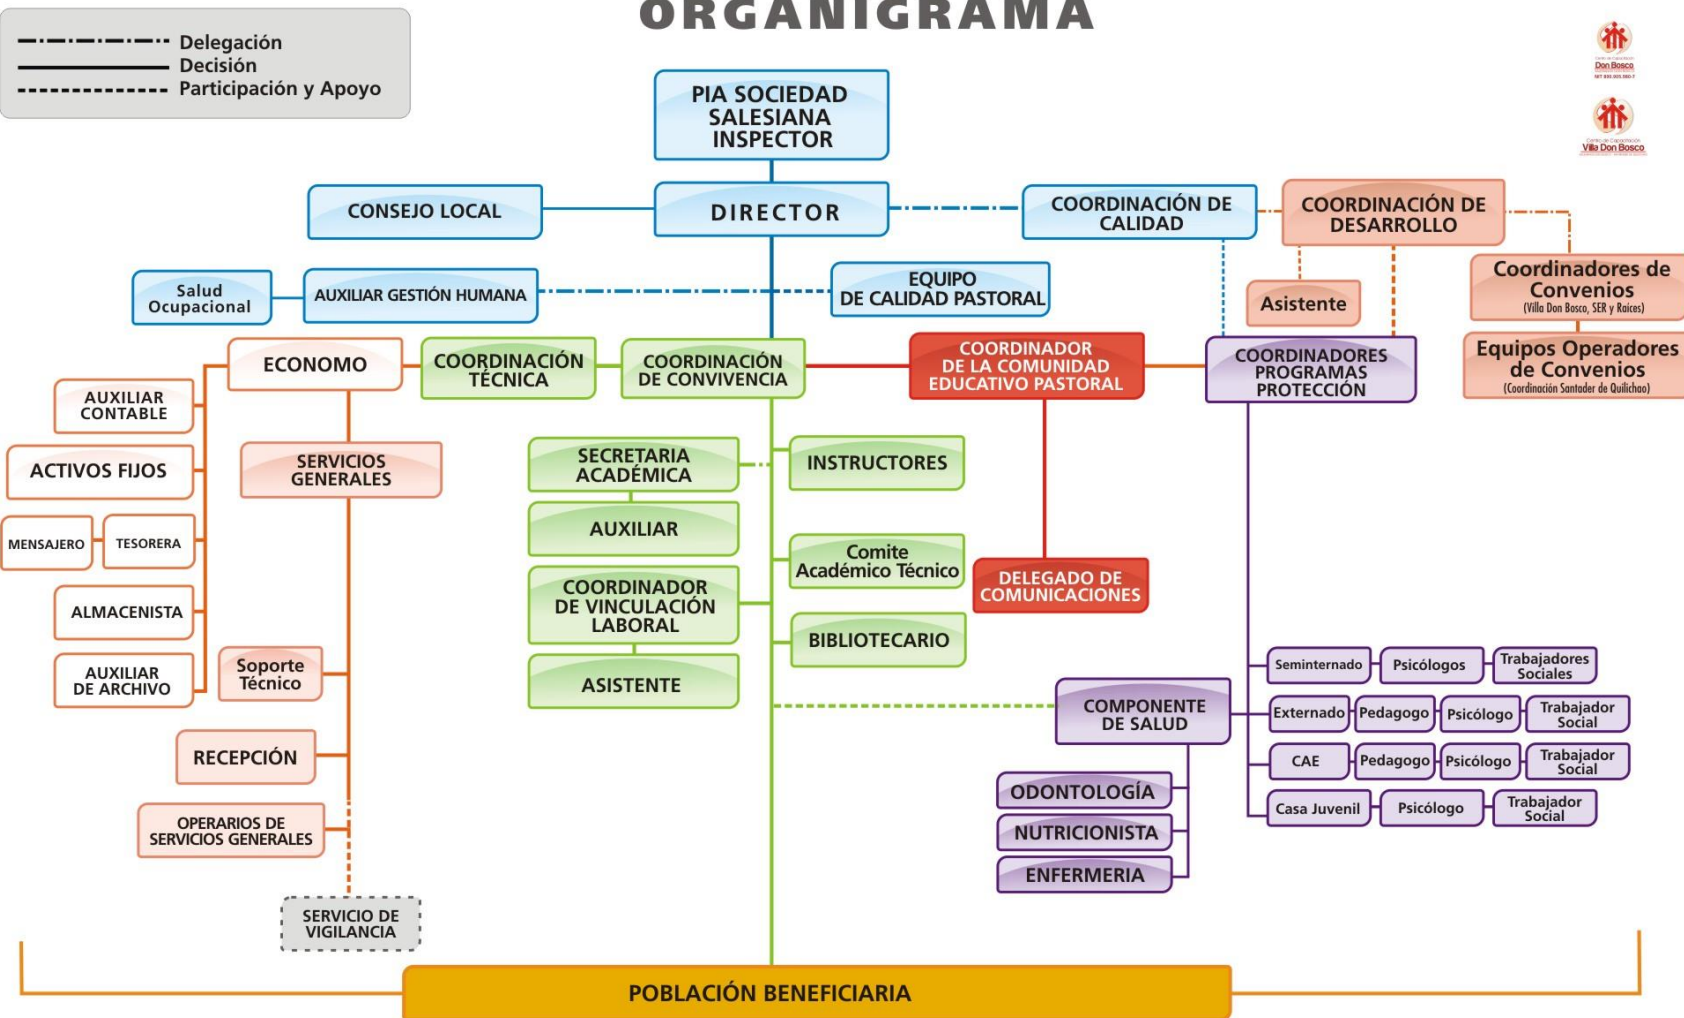 ORGANIGRAMA
Delegación
Decisión
Participación y Apoyo
Don Bosco
Villa Don Bosco
PIA SOCIEDAD
SALESIANA
INSPECTOR
CONSEJO LOCAL
DIRECTOR
COORDINACIÓN DE
CALIDAD
COORDINACIÓN DE
DESARROLLO
Salud
Ocupacional
AUXILIAR GESTIÓN HUMANA
EQUIPO
DE CALIDAD PASTORAL
Asistente
Coordinadores de
Convenios
(Villa Don Bosco, SER y Raíces)
Equipos Operadores
de Convenios
(Coordinación Santader de Quilichao)
ECONOMO
COORDINACIÓN
TÉCNICA
COORDINACIÓN
DE CONVIVENCIA
COORDINADOR
DE LA COMUNIDAD
EDUCATIVO PASTORAL
COORDINADORES
PROGRAMAS
PROTECCIÓN
AUXILIAR
CONTABLE
ACTIVOS FIJOS
MENSAJERO
TESORERA
ALMACENISTA
AUXILIAR
DE ARCHIVO
SERVICIOS
GENERALES
Soporte
Técnico
RECEPCIÓN
OPERARIOS DE
SERVICIOS GENERALES
SERVICIO DE
VIGILANCIA
SECRETARIA
ACADÉMICA
AUXILIAR
COORDINADOR
DE VINCULACIÓN
LABORAL
ASISTENTE
INSTRUCTORES
Comite
Académico Técnico
BIBLIOTECARIO
DELEGADO DE
COMUNICACIONES
COMPONENTE
DE SALUD
ODONTOLOGÍA
NUTRICIONISTA
ENFERMERIA
Seminternado
Psicólogos
Trabajadores
Sociales
Externado
Pedagogo
Psicólogo
Trabajador
Social
CAE
Pedagogo
Psicólogo
Trabajador
Social
Casa Juvenil
Psicólogo
Trabajador
Social
POBLACIÓN BENEFICIARIA